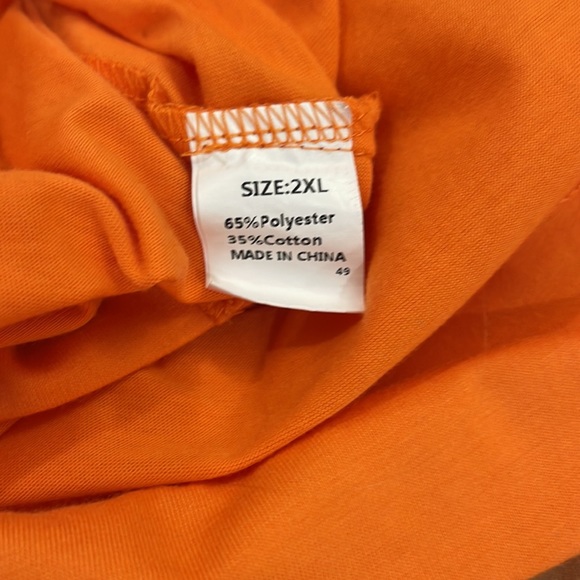 SIZE:2XL
65%Polyester
35%Cotton
MADE IN CHINA
49